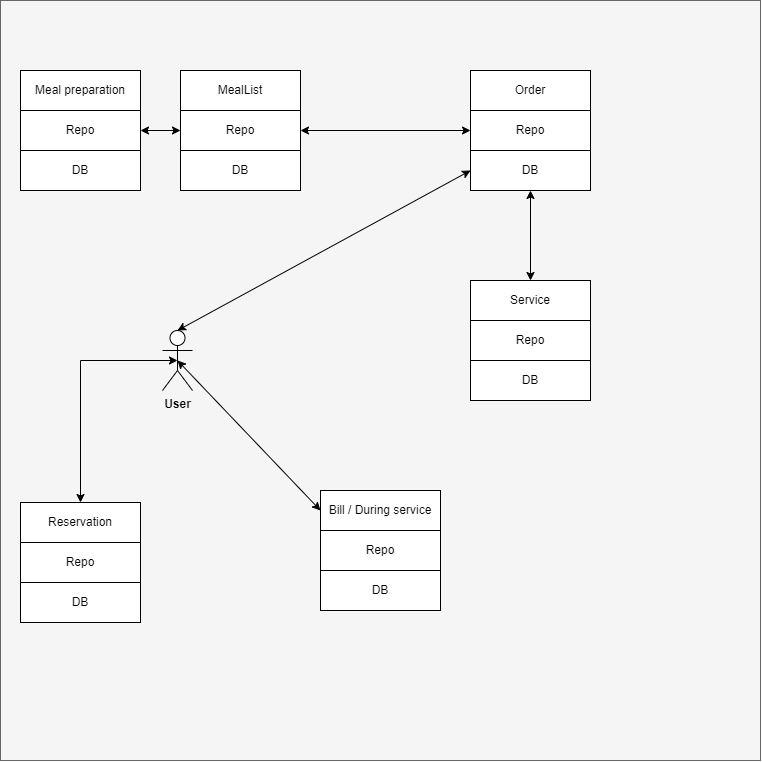 Meal preparation
Repo
DB
MealList
Repo
DB
Order
Repo
DB
Service
Repo
DB
User
Reservation
Repo
DB
Bill / During service
Repo
DB